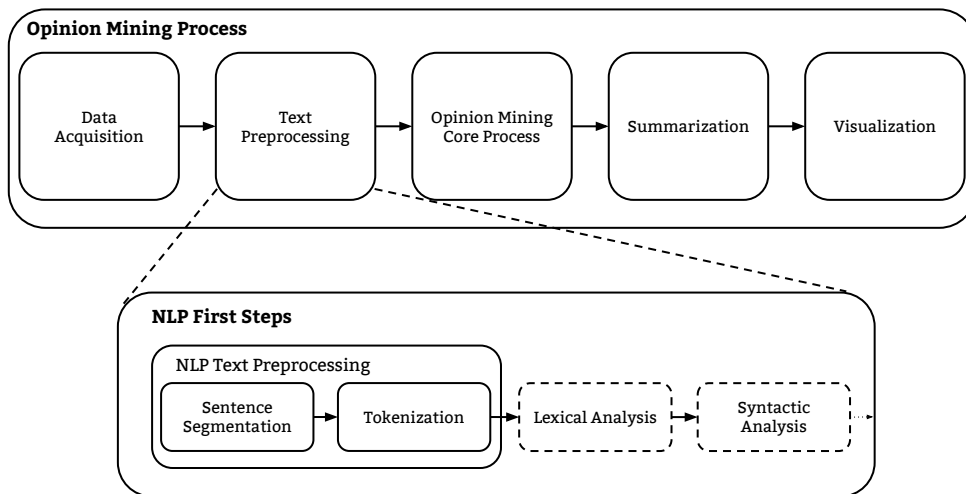 Opinion Mining Process
Data
Acquisition
Text
Preprocessing
Opinion Mining
Core Process
Summarization
Visualization
NLP First Steps
NLP Text Preprocessing
Sentence
Segmentation
Tokenization
Lexical Analysis
Syntactic
Analysis